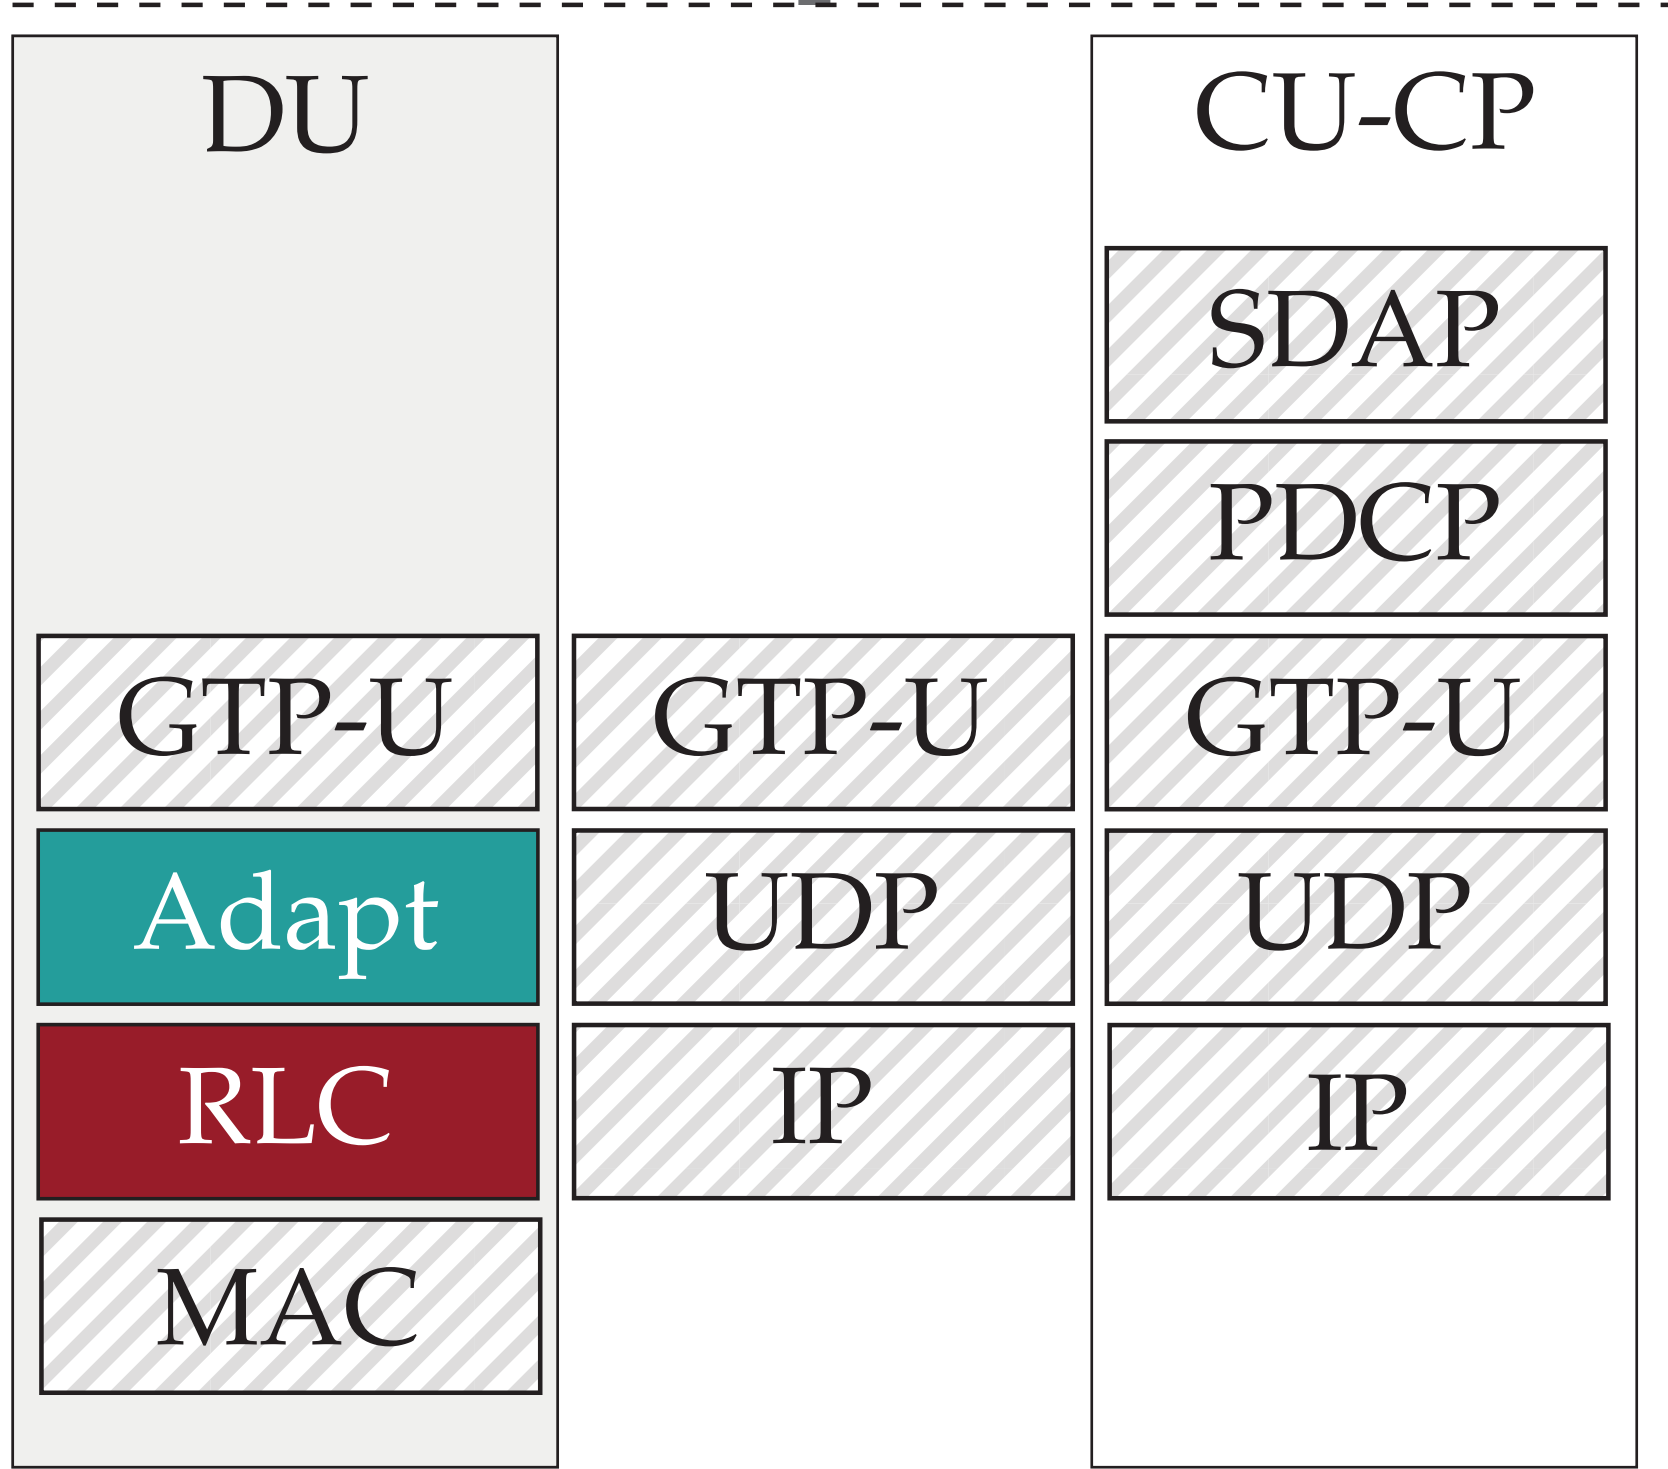 DU
GTP-U
Adapt
RLC
MAC
GTP-U
UDP
IP
CU-CP
SDAP
PDCP
GTP-U
UDP
IP